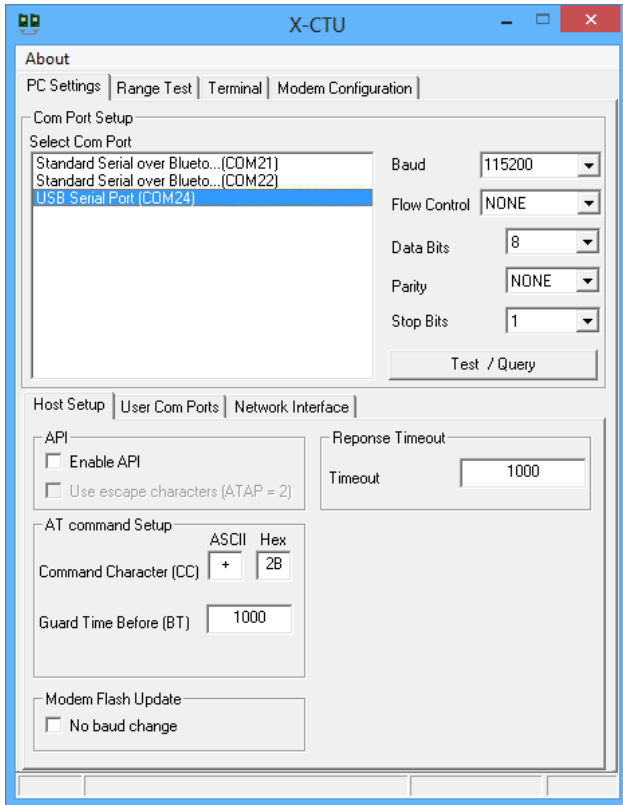 X-CTU
About
PC Settings Range Test Terminal Modem Configuration
Com Port Setup
Select Com Port
Standard Serial over Blueto...(COM21)
Standard Serial over Blueto...(COM22)
USB Serial Port (COM24)
Baud 115200
Flow Control NONE
Data Bits 8
Parity NONE
Stop Bits 1
Test / Query
Host Setup User Com Ports Network Interface
API
Enable API
Use escape characters (ATAP = 2)
Reponse Timeout
Timeout 1000
AT command Setup
ASCII Hex
Command Character (CC) + 2B
Guard Time Before (BT) 1000
Modem Flash Update
No baud change